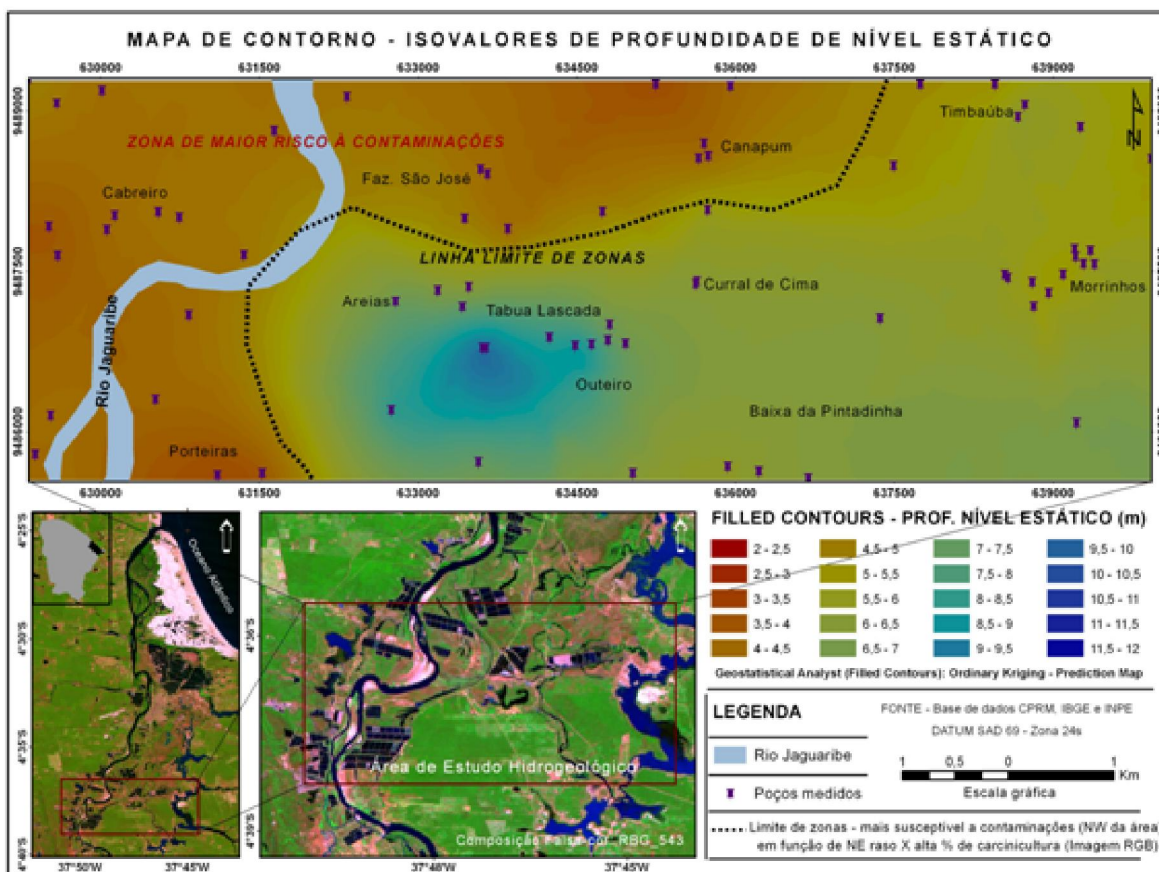 MAPA DE CONTORNO - ISOVALORES DE PROFUNDIDADE DE NÍVEL ESTÁTICO
630000 631500 633000 634500 636000 637500 639000
9489000
9487500
9486000
Timbaúba
N
ZONA DE MAIOR RISCO À CONTAMINAÇÕES
Canapum
Faz. São José
Cabreiro
LINHA LIMITE DE ZONAS
Curral de Cima
Morrinhos
Areias
Tabua Lascada
Rio Jaguaribe
Outeiro
Baixa da Pintadinha
Porteiras
630000 631500 633000 634500 636000 637500 639000
4°25'S
4°30'S
4°35'S
4°40'S
Oceano Atlântico
37°50'W 37°45'W
4°36'S
4°39'S
Área de Estudo Hidrogeológico
Composição Falsa-cor_RBG_543
37°48'W 37°45'W
FILLED CONTOURS - PROF. NÍVEL ESTÁTICO (m)
2 - 2,5 4,5 - 5 7 - 7,5 9,5 - 10
2,5 - 3 5 - 5,5 7,5 - 8 10 - 10,5
3 - 3,5 5,5 - 6 8 - 8,5 10,5 - 11
3,5 - 4 6 - 6,5 8,5 - 9 11 - 11,5
4 - 4,5 6,5 - 7 9 - 9,5 11,5 - 12
Geostatistical Analyst (Filled Contours): Ordinary Kriging - Prediction Map
LEGENDA
FONTE - Base de dados CPRM, IBGE e INPE
DATUM SAD 69 - Zona 24s
Rio Jaguaribe
1 0,5 0 1
Km
Escala gráfica
Poços medidos
Limite de zonas - mais susceptivel a contaminações (NW da área)
em função de NE raso X alta % de carcinicultura (Imagem RGB)